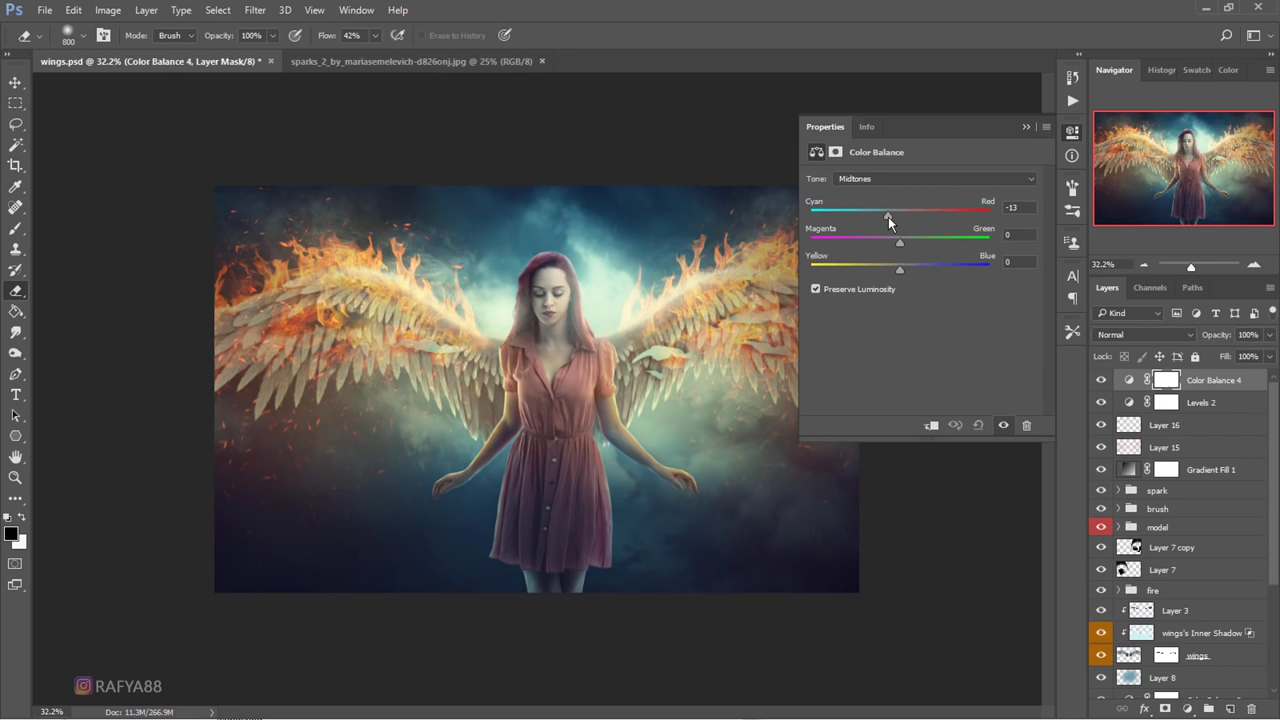 Ps File Edit Image Layer Type Select Filter 3D View Window Help
800 Mode: Brush Opacity: 100% Flow: 42% Erase to History
wings.psd @ 32.2% (Color Balance 4, Layer Mask/8) * sparks_2_by_mariasemelevich-d826onj.jpg @ 25% (RGB/8)
Navigator Histogr Swatch Color
Properties Info
Color Balance
Tone: Midtones
Cyan Red -13
Magenta Green 0
Yellow Blue 0
Preserve Luminosity
32.2%
Layers Channels Paths
Kind
Normal Opacity: 100%
Lock: Fill: 100%
Color Balance 4
Levels 2
Layer 16
Layer 15
Gradient Fill 1
spark
brush
model
Layer 7 copy
Layer 7
fire
Layer 3
wings's Inner Shadow
wings
Layer 8
RAFYA88
32.2% Doc: 11.3M/266.9M